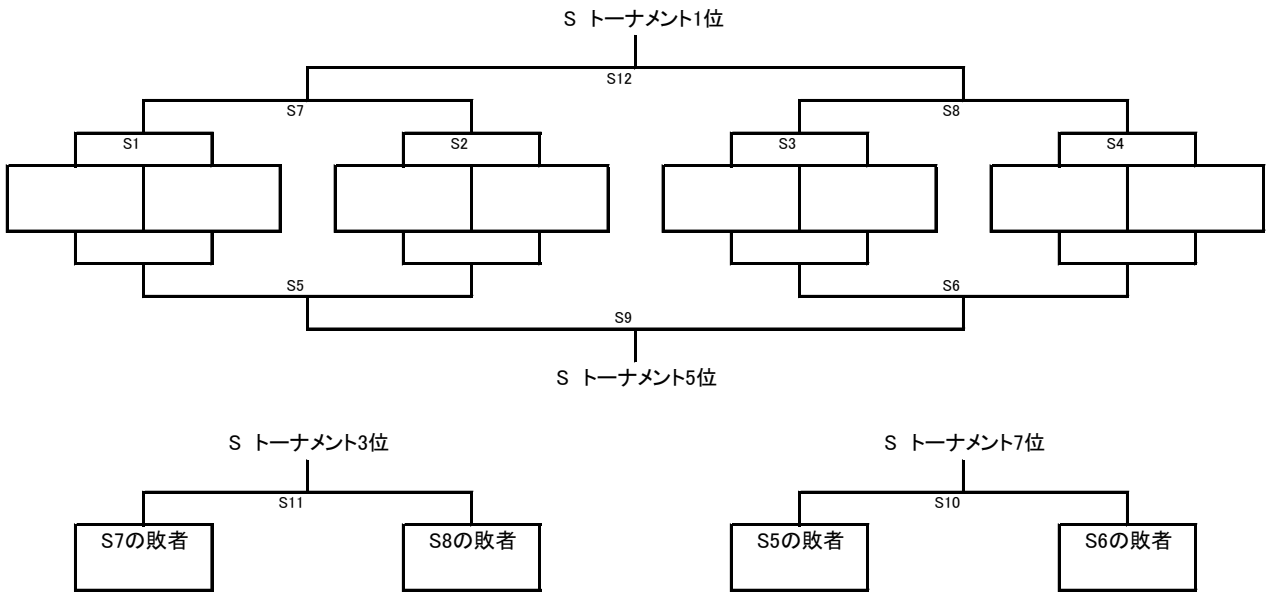 S トーナメント1位
S12
S7
S8
S1
S2
S3
S4
S5
S6
S9
S トーナメント5位
S トーナメント3位
S トーナメント7位
S11
S10
S7の敗者
S8の敗者
S5の敗者
S6の敗者